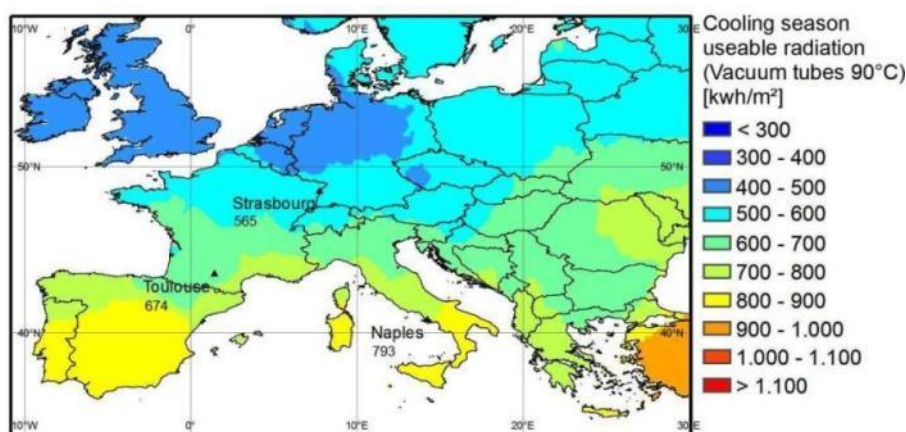 10°W 0° 10°E 20°E 30°E
50°N 50°N
40°N 40°N
Strasbourg
565
Toulouse
674
Naples
793
10°W 0° 10°E 20°E 30°E
Cooling season
useable radiation
(Vacuum tubes 90°C)
[kwh/m²]
< 300
300 - 400
400 - 500
500 - 600
600 - 700
700 - 800
800 - 900
900 - 1.000
1.000 - 1.100
> 1.100